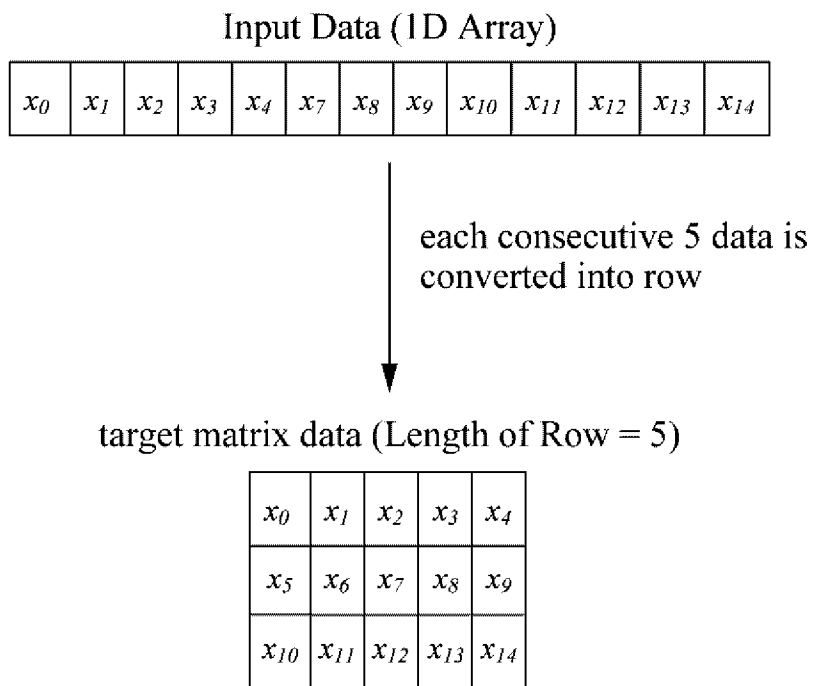 Input Data (1D Array)
x0 x1 x2 x3 x4 x7 x8 x9 x10 x11 x12 x13 x14
each consecutive 5 data is
converted into row
target matrix data (Length of Row = 5)
x0 x1 x2 x3 x4
x5 x6 x7 x8 x9
x10 x11 x12 x13 x14